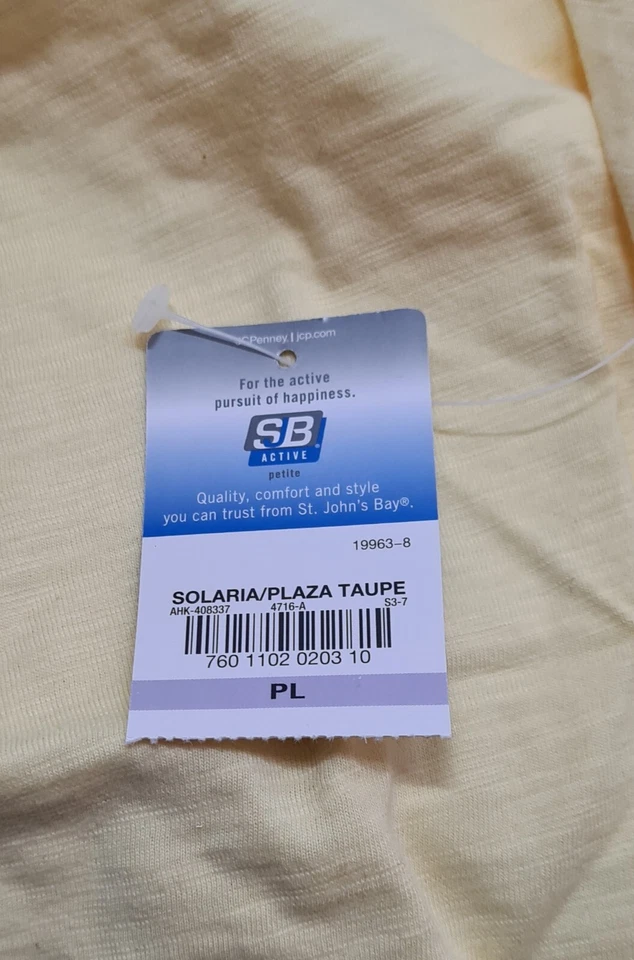 JCPenney | jcp.com
For the active
pursuit of happiness.
SJB
ACTIVE
petite
Quality, comfort and style
you can trust from St. John's Bay®.
19963-8
SOLARIA/PLAZA TAUPE
AHK-408337 4716-A S3-7
760 1102 0203 10
PL